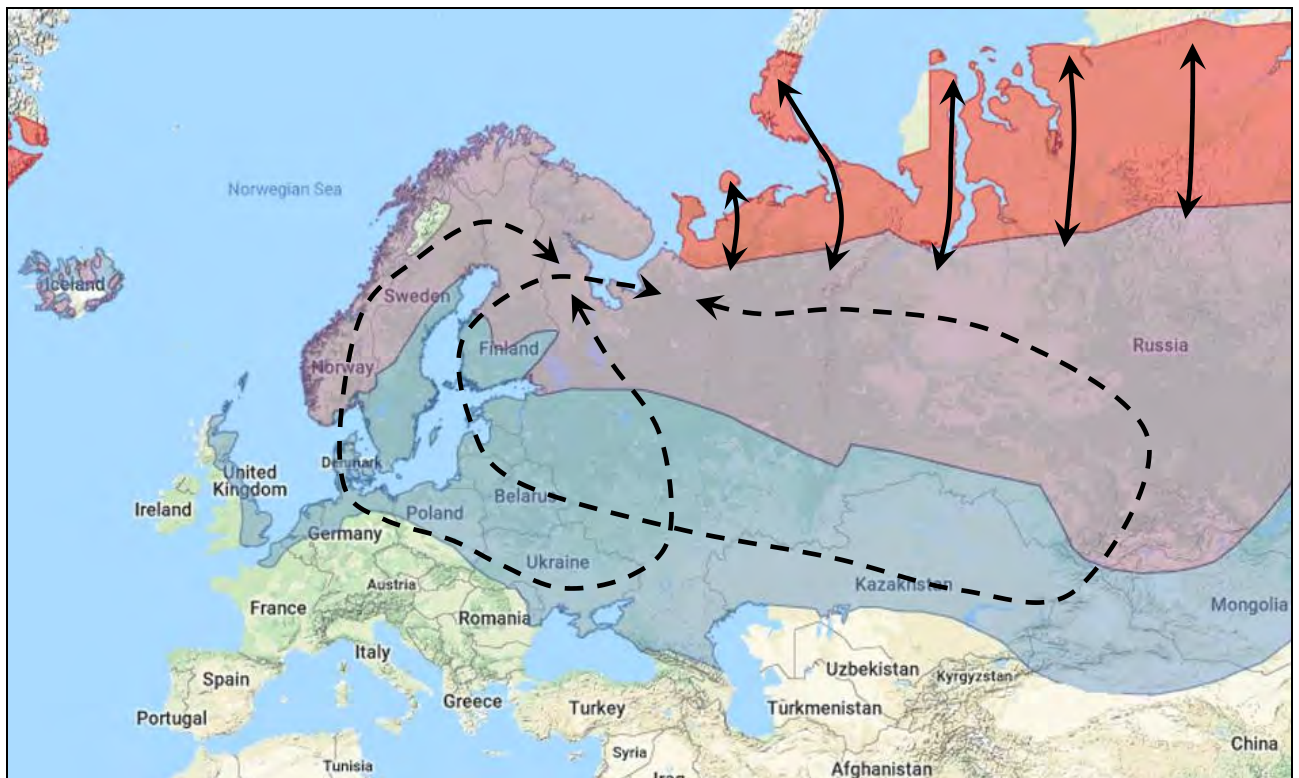 Norwegian Sea
Iceland
Sweden
Norway
Finland
Russia
United
Kingdom
Denmark
Ireland
Belarus
Poland
Germany
Ukraine
Kazakhstan
Mongolia
Austria
France
Romania
Italy
Spain
Uzbekistan
Kyrgyzstan
Greece
Turkey
Türkmenistan
Portugal
Syria
China
Tunisia
Afghanistan